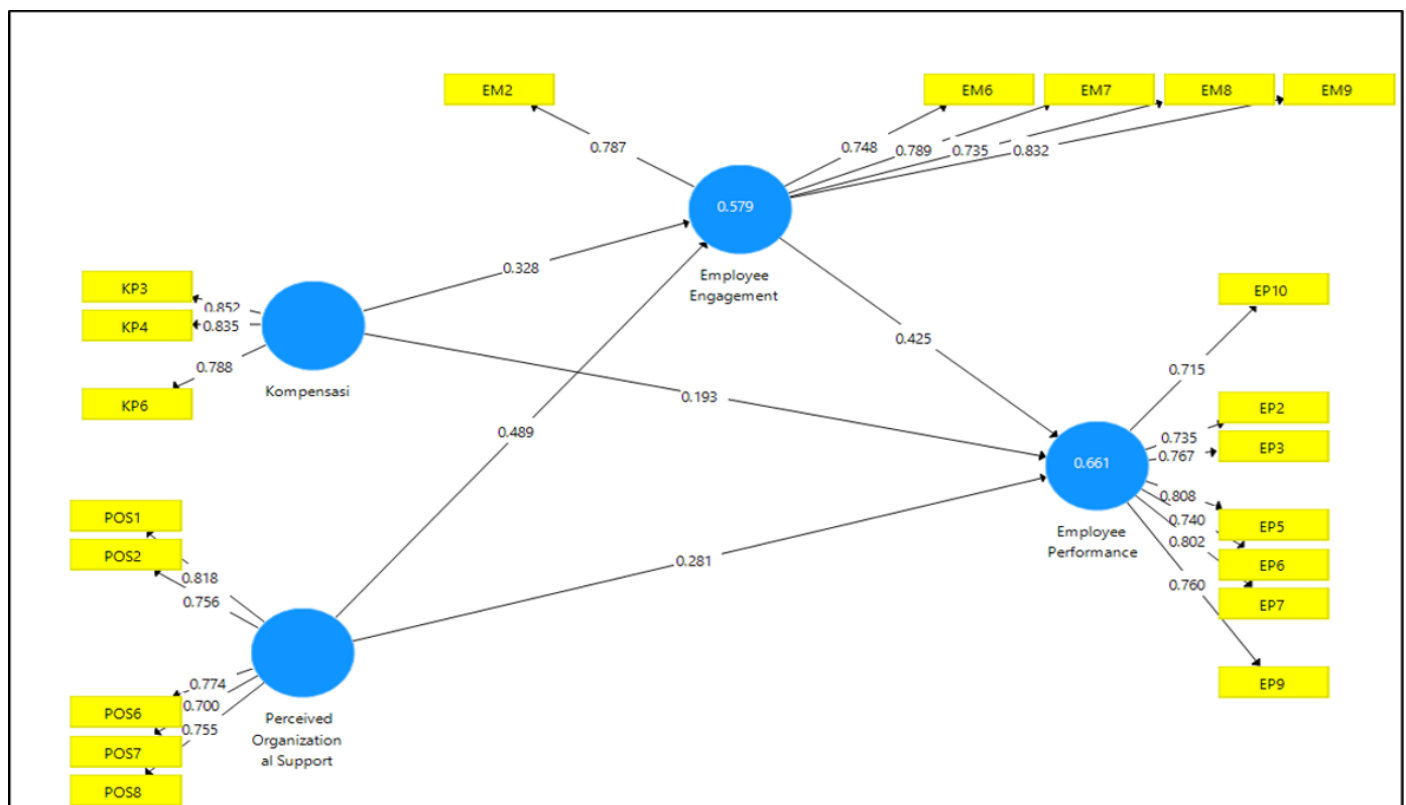 EM2
EM6
EM7
EM8
EM9
0.787
0.748
0.789
0.735
0.832
0.579
Employee
Engagement
KP3
KP4
KP6
0.852
0.835
0.788
Kompensasi
0.328
0.193
0.489
0.425
0.281
EP10
EP2
EP3
EP5
EP6
EP7
EP9
0.715
0.735
0.767
0.808
0.740
0.802
0.760
0.661
Employee
Performance
POS1
POS2
POS6
POS7
POS8
0.818
0.756
0.774
0.700
0.755
Perceived
Organization
al Support